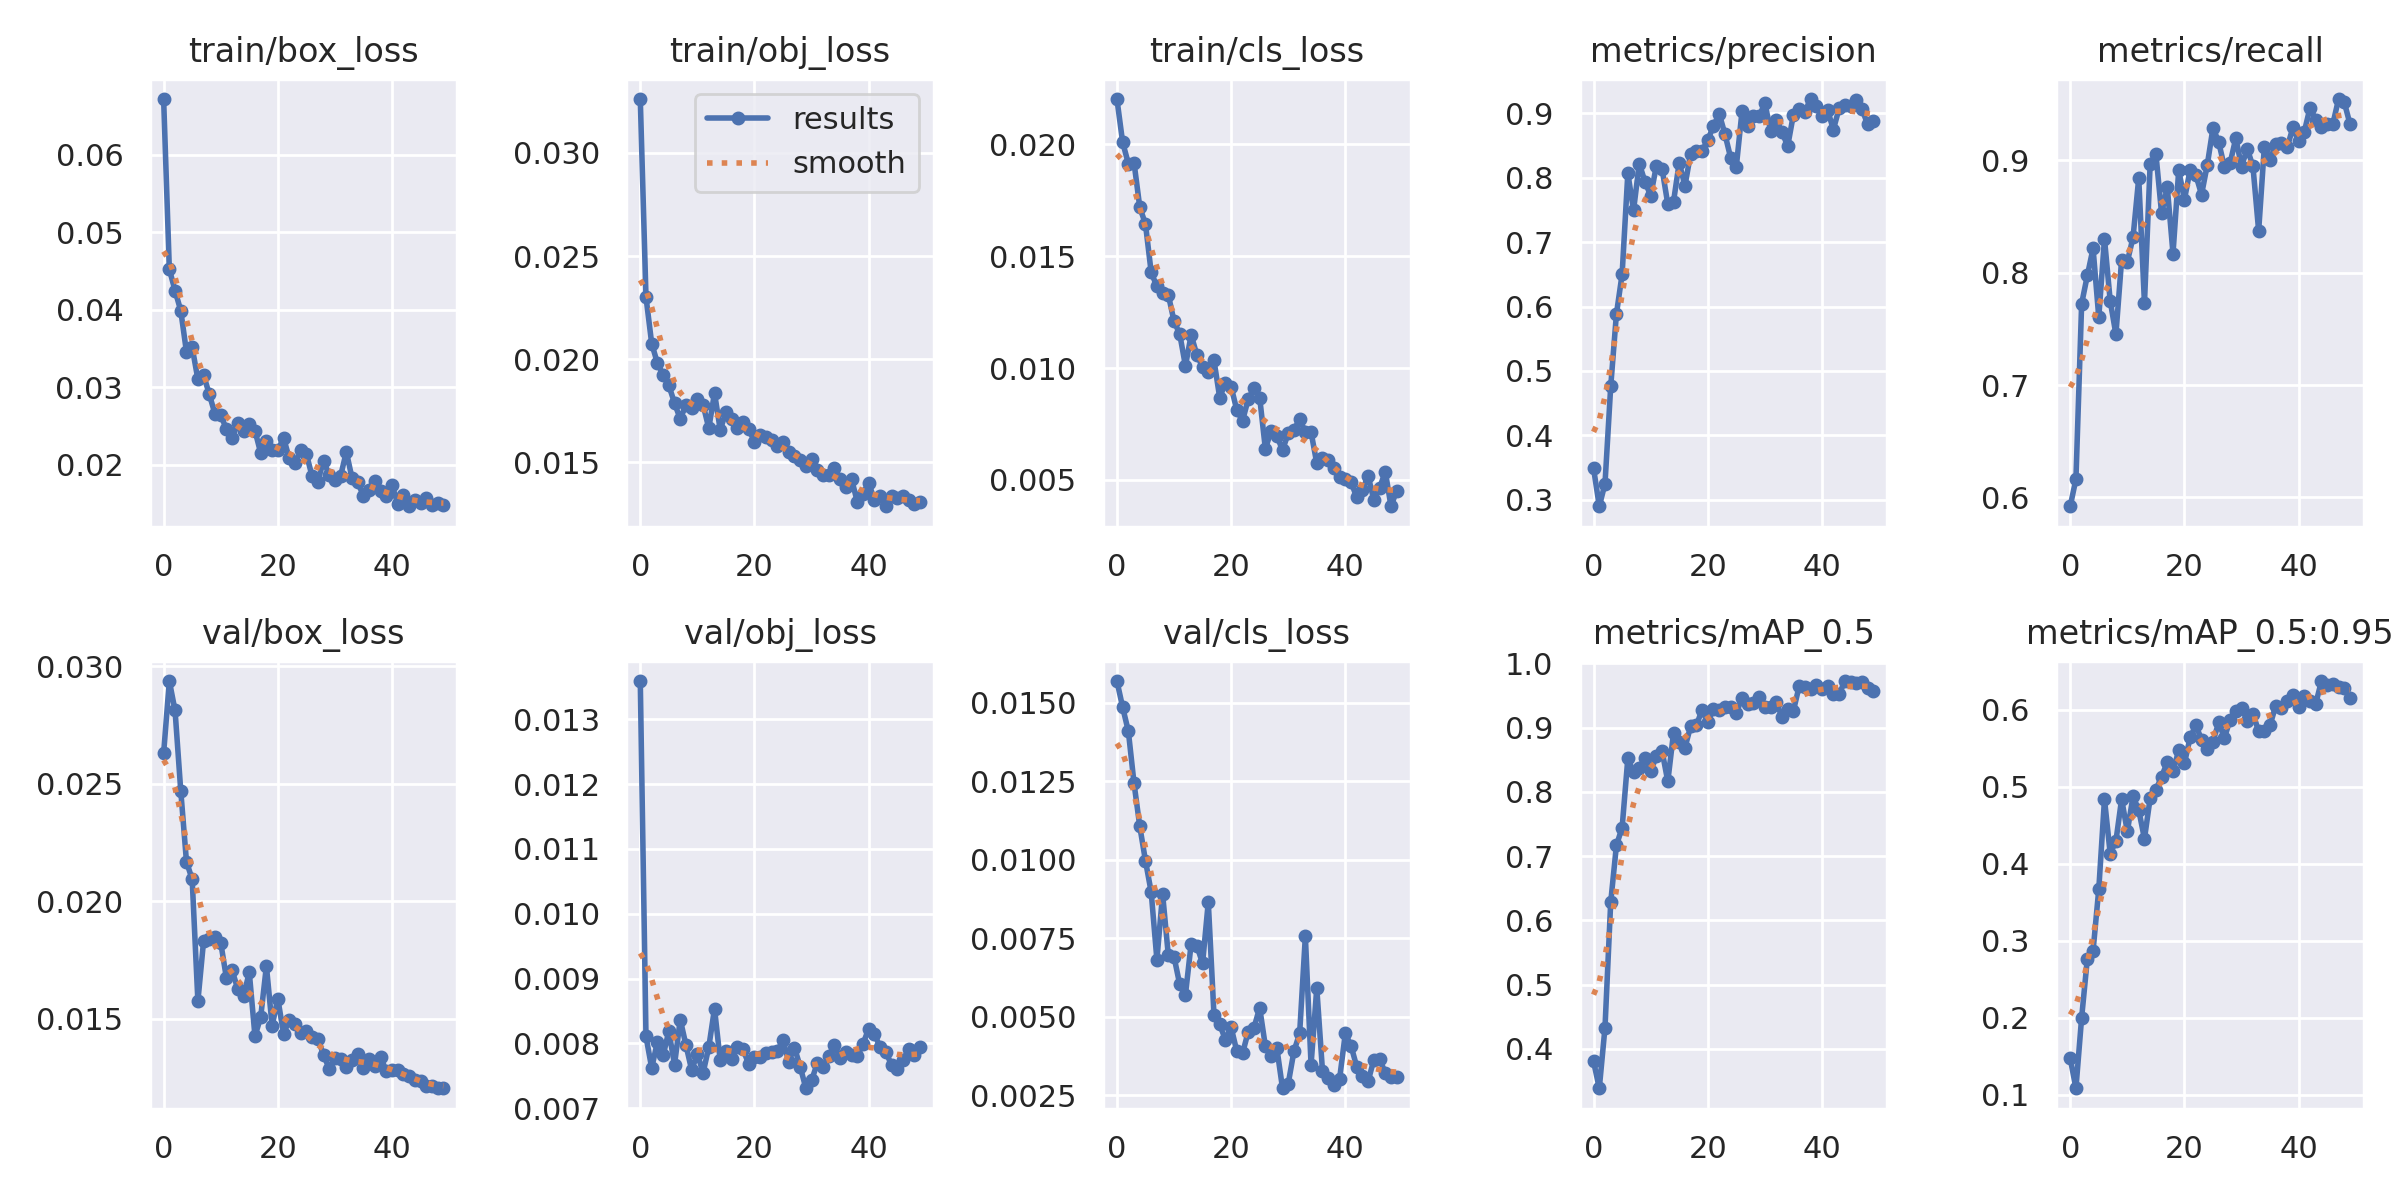 train/box_loss
train/obj_loss
train/cls_loss
metrics/precision
metrics/recall
results
smooth
0.06
0.05
0.04
0.03
0.02
0 20 40
0.030
0.025
0.020
0.015
0 20 40
0.020
0.015
0.010
0.005
0 20 40
0.9
0.8
0.7
0.6
0.5
0.4
0.3
0 20 40
0.9
0.8
0.7
0.6
0 20 40
val/box_loss
val/obj_loss
val/cls_loss
metrics/mAP_0.5
metrics/mAP_0.5:0.95
0.030
0.025
0.020
0.015
0 20 40
0.013
0.012
0.011
0.010
0.009
0.008
0.007
0 20 40
0.0150
0.0125
0.0100
0.0075
0.0050
0.0025
0 20 40
1.0
0.9
0.8
0.7
0.6
0.5
0.4
0 20 40
0.6
0.5
0.4
0.3
0.2
0.1
0 20 40